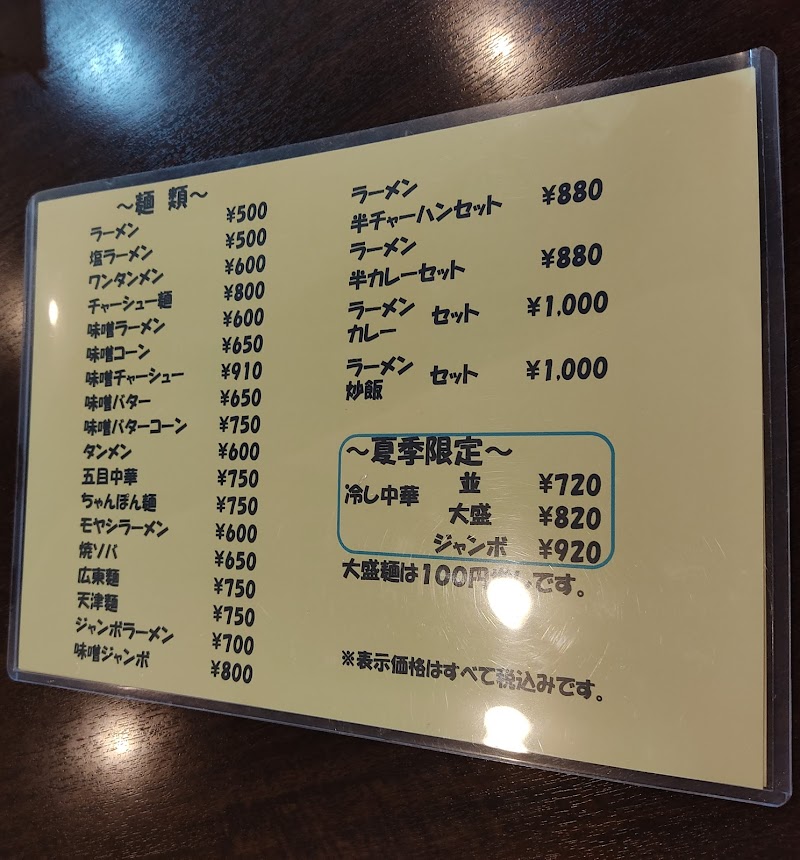 ～麺 類～
ラーメン ¥500
塩ラーメン ¥500
ワンタンメン ¥600
チャーシュー麺 ¥800
味噌ラーメン ¥600
味噌コーン ¥650
味噌チャーシュー ¥910
味噌バター ¥650
味噌バターコーン ¥750
タンメン ¥600
五目中華 ¥750
ちゃんぽん麺 ¥750
モヤシラーメン ¥600
焼ソバ ¥650
広東麺 ¥750
天津麺 ¥750
ジャンボラーメン ¥700
味噌ジャンボ ¥800
ラーメン
半チャーハンセット ¥880
ラーメン
半カレーセット ¥880
ラーメン
カレー セット ¥1,000
ラーメン
炒飯 セット ¥1,000
～夏季限定～
冷し中華 並 ¥720
大盛 ¥820
ジャンボ ¥920
大盛麺は100円増しです。
※表示価格はすべて税込みです。